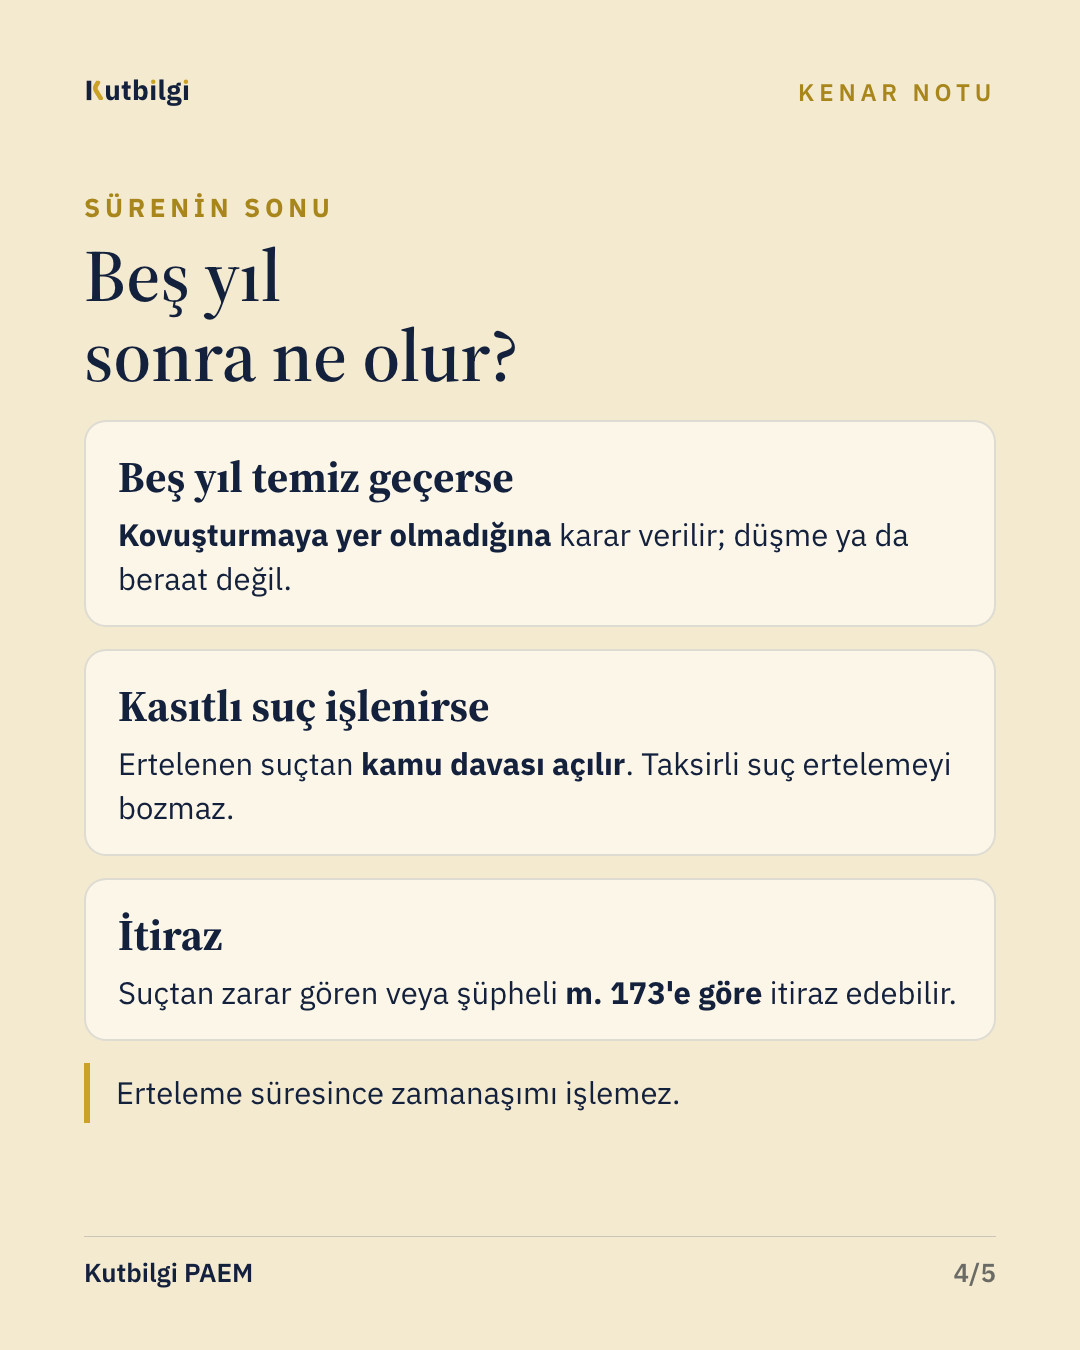 Kutbilgi
KENAR NOTU
SÜRENİN SONU
Beş yıl
sonra ne olur?
Beş yıl temiz geçerse
Kovuşturmaya yer olmadığına karar verilir; düşme ya da
beraat değil.
Kasıtlı suç işlenirse
Ertelenen suçtan kamu davası açılır. Taksirli suç ertelemeyi
bozmaz.
İtiraz
Suçtan zarar gören veya şüpheli m. 173'e göre itiraz edebilir.
Erteleme süresince zamanaşımı işlemez.
Kutbilgi PAEM
4/5